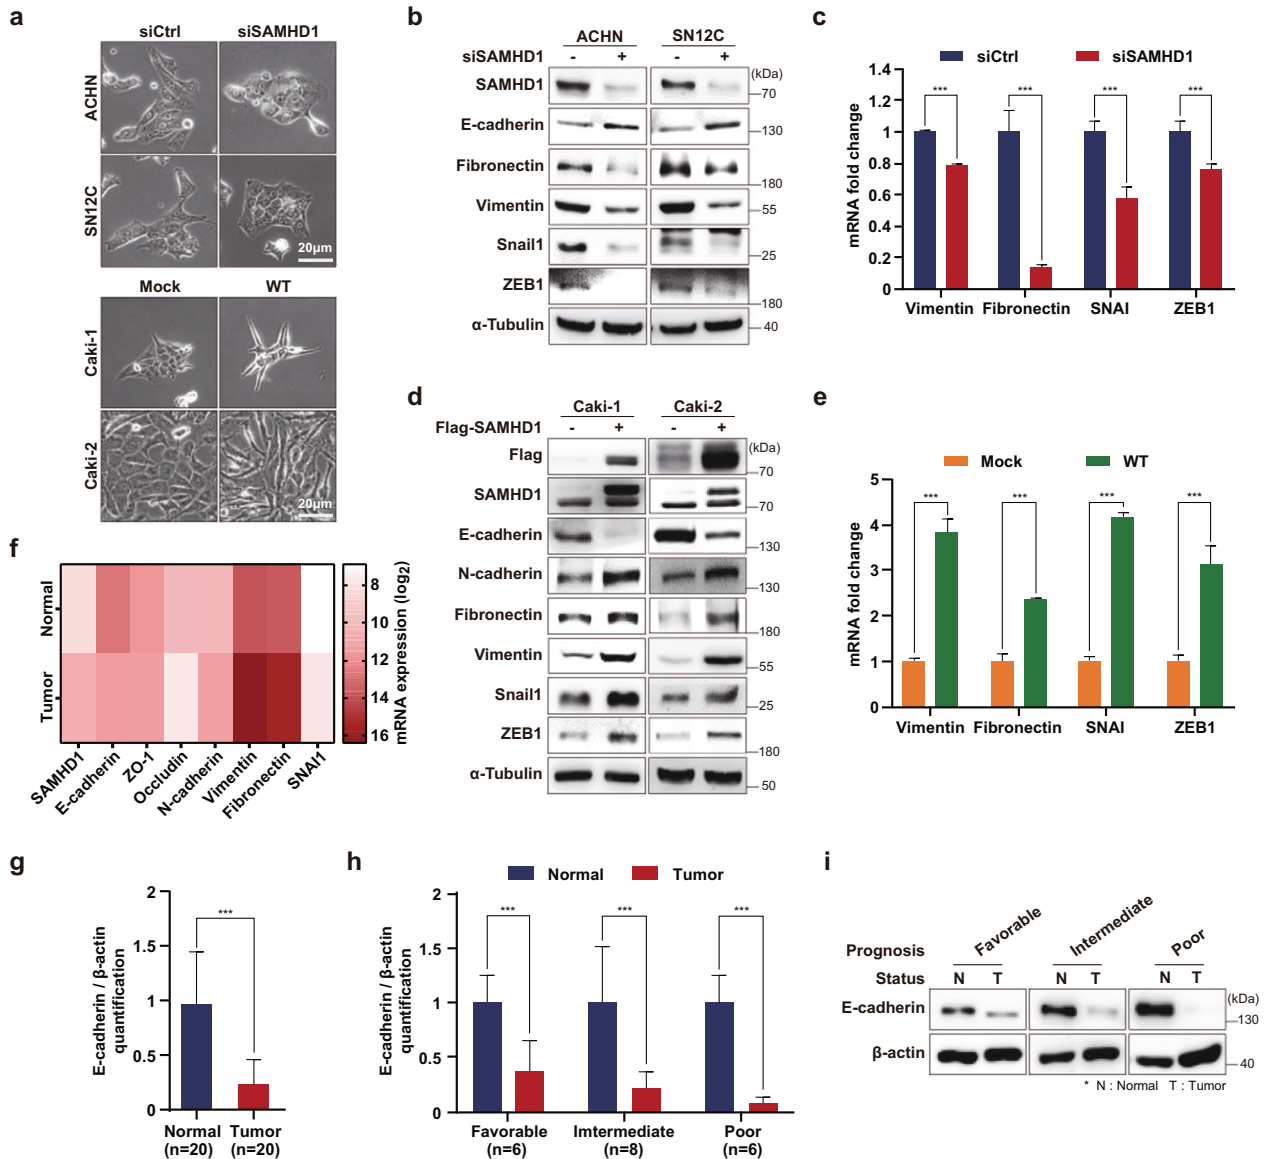 a
siCtrl
siSAMHD1
ACHN
SN12C
20μm
Mock
WT
Caki-1
Caki-2
20μm
b
ACHN
SN12C
siSAMHD1
-
+
-
+
(kDa)
SAMHD1
70
E-cadherin
130
Fibronectin
180
Vimentin
55
Snail1
25
ZEB1
180
α-Tubulin
40
c
siCtrl
siSAMHD1
mRNA fold change
1.4
1.2
1
0.8
0.6
0.4
0.2
0
***
***
***
***
Vimentin
Fibronectin
SNAI
ZEB1
d
Caki-1
Caki-2
Flag-SAMHD1
-
+
-
+
(kDa)
Flag
70
SAMHD1
70
E-cadherin
130
N-cadherin
130
Fibronectin
180
Vimentin
55
Snail1
25
ZEB1
180
α-Tubulin
50
e
Mock
WT
mRNA fold change
5
4
3
2
1
0
***
***
***
***
Vimentin
Fibronectin
SNAI
ZEB1
f
Normal
Tumor
8
10
12
14
16
mRNA expression (log2)
SAMHD1
E-cadherin
ZO-1
Occludin
N-cadherin
Vimentin
Fibronectin
SNAI1
g
E-cadherin / β-actin
quantification
2
1.5
1
0.5
0
***
Normal
(n=20)
Tumor
(n=20)
h
Normal
Tumor
E-cadherin / β-actin
quantification
2
1.5
1
0.5
0
***
***
***
Favorable
(n=6)
Imtermediate
(n=8)
Poor
(n=6)
i
Prognosis
Favorable
Intermediate
Poor
Status
N
T
N
T
N
T
(kDa)
E-cadherin
130
β-actin
40
* N : Normal T : Tumor